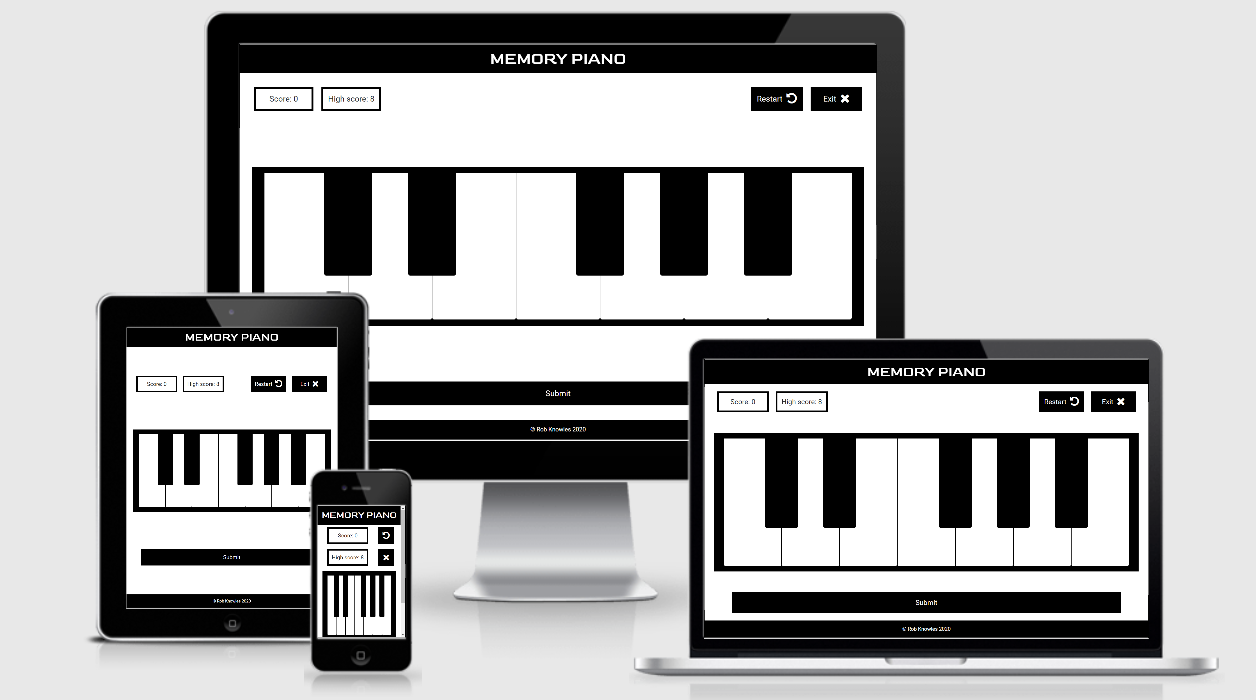 MEMORY PIANO
Score: 0
High score: 8
Restart
Exit
Submit
© Rob Knowles 2020
MEMORY PIANO
Score: 0
High score: 8
Restart
Exit
Submit
© Rob Knowles 2020
MEMORY PIANO
Score: 0
High score: 8
MEMORY PIANO
Score: 0
High score: 8
Restart
Exit
Submit
© Rob Knowles 2020